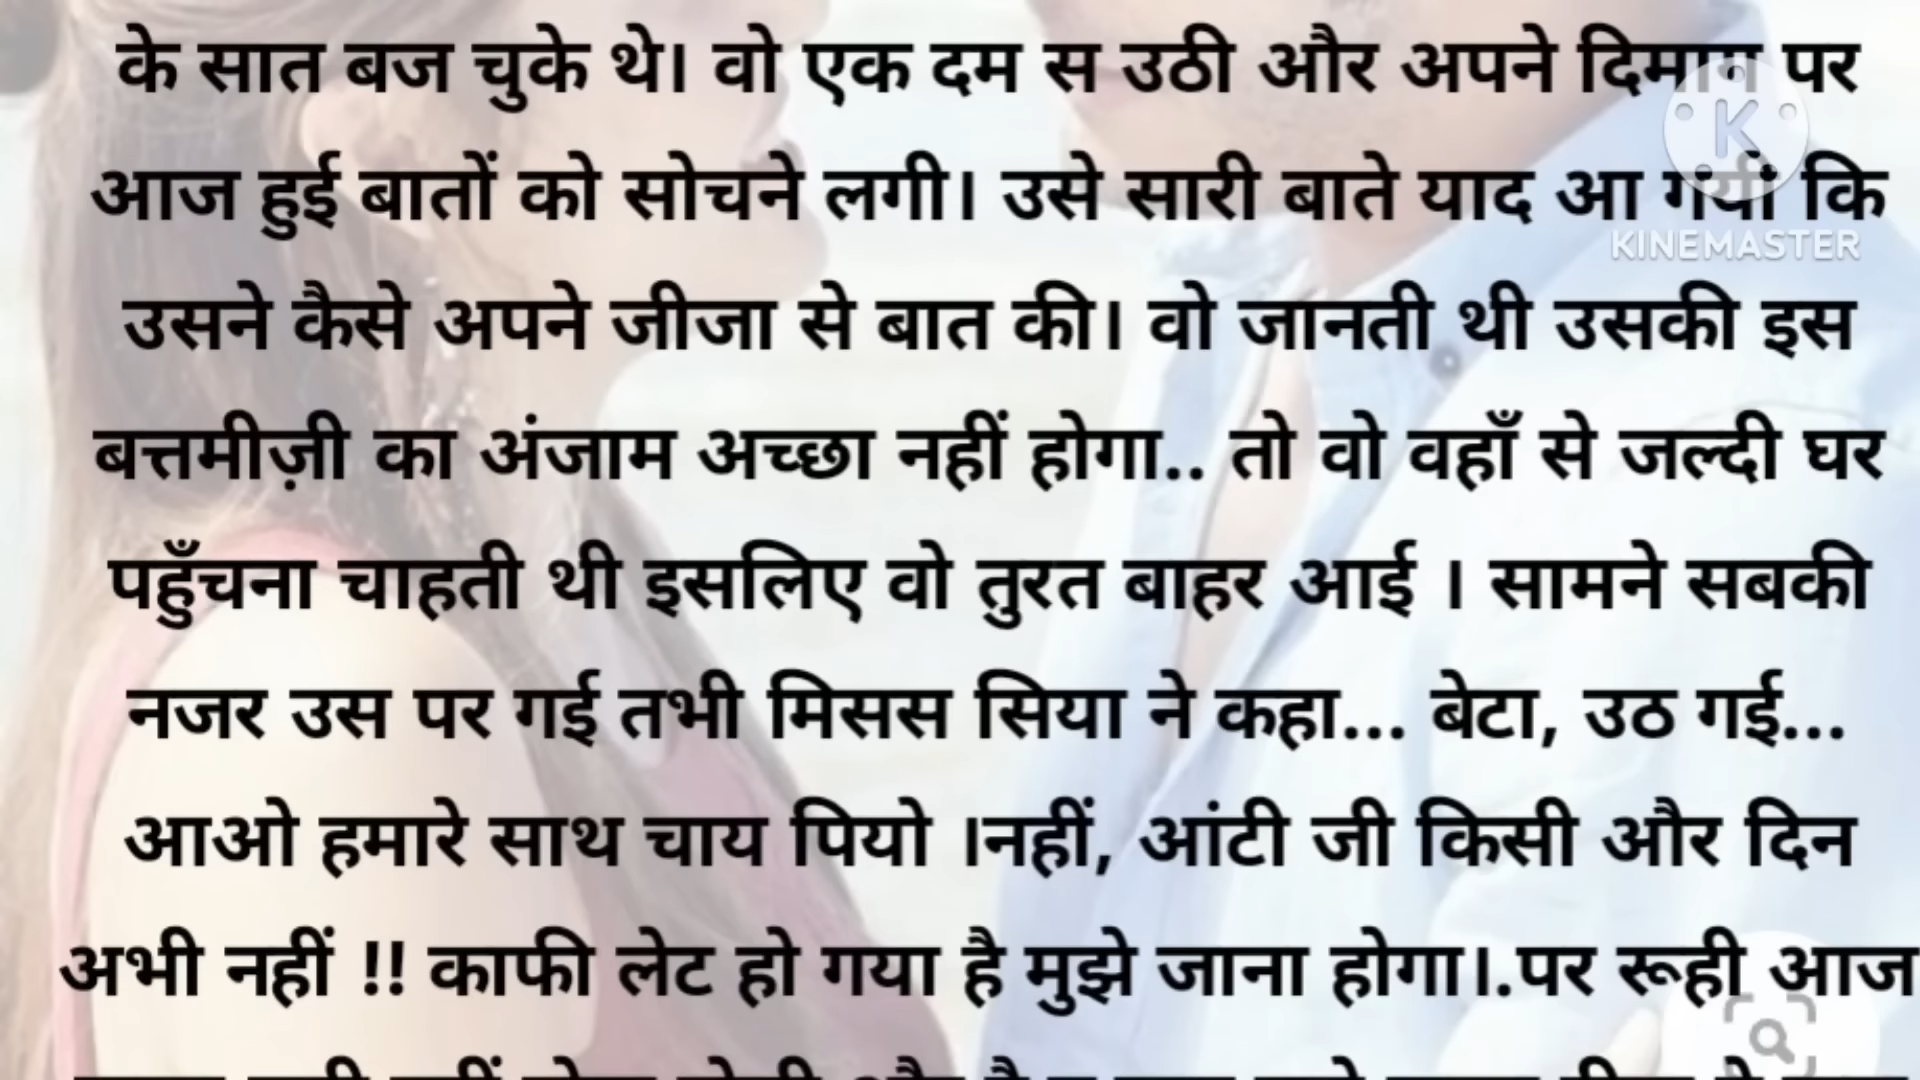 के सात बज चुके थे। वो एक दम स उठी और अपने दिमाग पर
आज हुई बातों को सोचने लगी। उसे सारी बाते याद आ गयी कि
उसने कैसे अपने जीजा से बात की। वो जानती थी उसकी इस
बत्तमीज़ी का अंजाम अच्छा नहीं होगा.. तो वो वहाँ से जल्दी घर
पहुँचना चाहती थी इसलिए वो तुरत बाहर आई । सामने सबकी
नजर उस पर गई तभी मिसस सिया ने कहा... बेटा, उठ गई...
आओ हमारे साथ चाय पियो ।नहीं, आंटी जी किसी और दिन
अभी नहीं !! काफी लेट हो गया है मुझे जाना होगा।.पर रूही आज
K
KINEMASTER